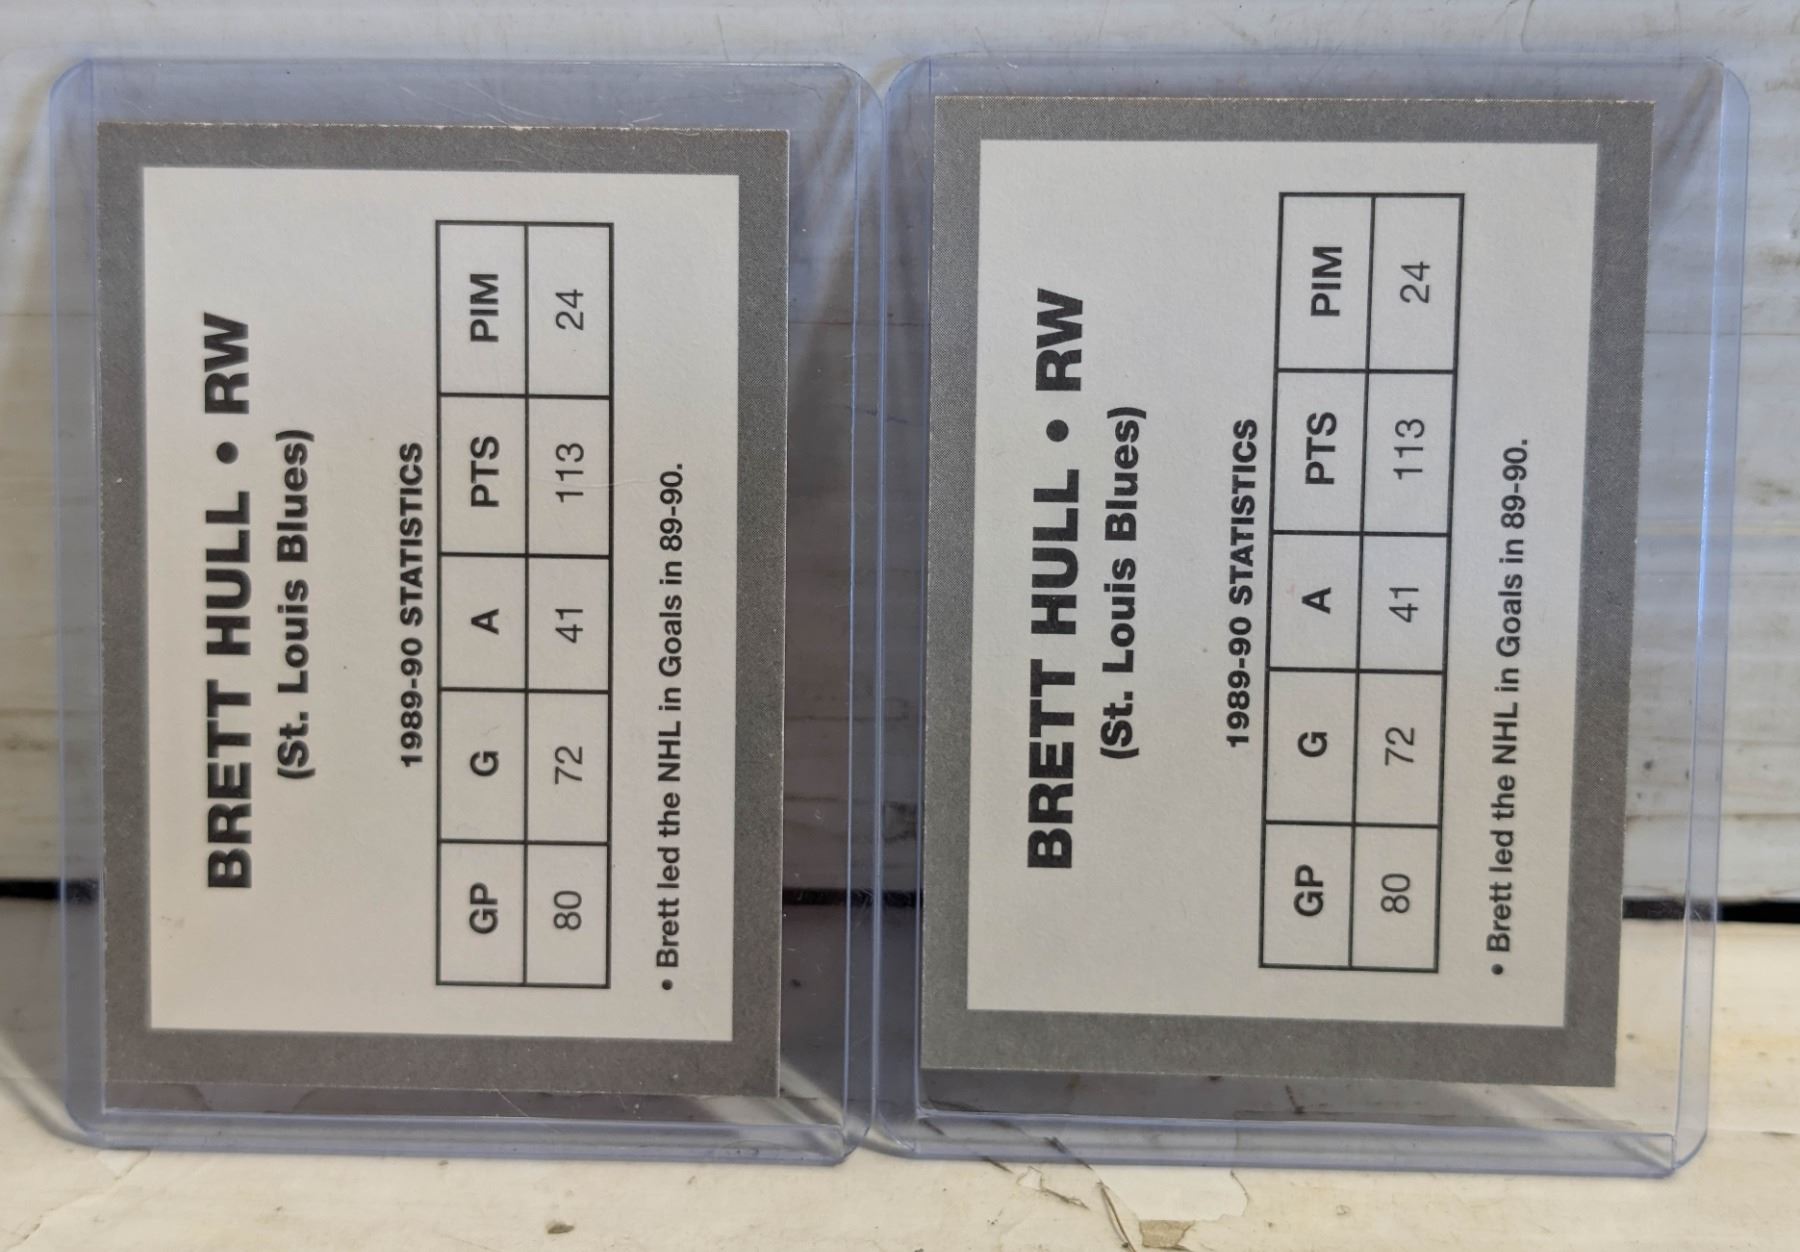 BRETT HULL • RW
(St. Louis Blues)
1989-90 STATISTICS
GP G A PTS PIM
80 72 41 113 24
• Brett led the NHL in Goals in 89-90.
BRETT HULL • RW
(St. Louis Blues)
1989-90 STATISTICS
GP G A PTS PIM
80 72 41 113 24
• Brett led the NHL in Goals in 89-90.